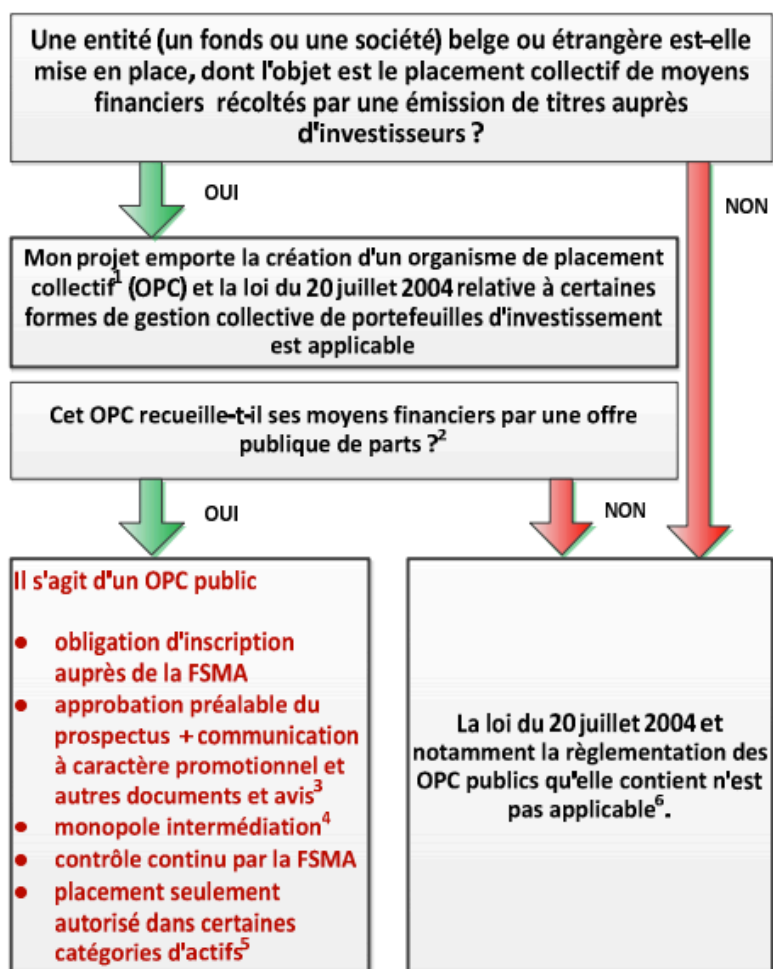 Une entité (un fonds ou une société) belge ou étrangère est-elle
mise en place, dont l'objet est le placement collectif de moyens
financiers récoltés par une émission de titres auprès
d'investisseurs ?
OUI
NON
Mon projet emporte la création d'un organisme de placement
collectif¹ (OPC) et la loi du 20 juillet 2004 relative à certaines
formes de gestion collective de portefeuilles d'investissement
est applicable
Cet OPC recueille-t-il ses moyens financiers par une offre
publique de parts ?²
OUI
NON
Il s'agit d'un OPC public
● obligation d'inscription
auprès de la FSMA
● approbation préalable du
prospectus + communication
à caractère promotionnel et
autres documents et avis³
● monopole intermédiation⁴
● contrôle continu par la FSMA
● placement seulement
autorisé dans certaines
catégories d'actifs⁵
La loi du 20 juillet 2004 et
notamment la règlementation des
OPC publics qu'elle contient n'est
pas applicable⁶.